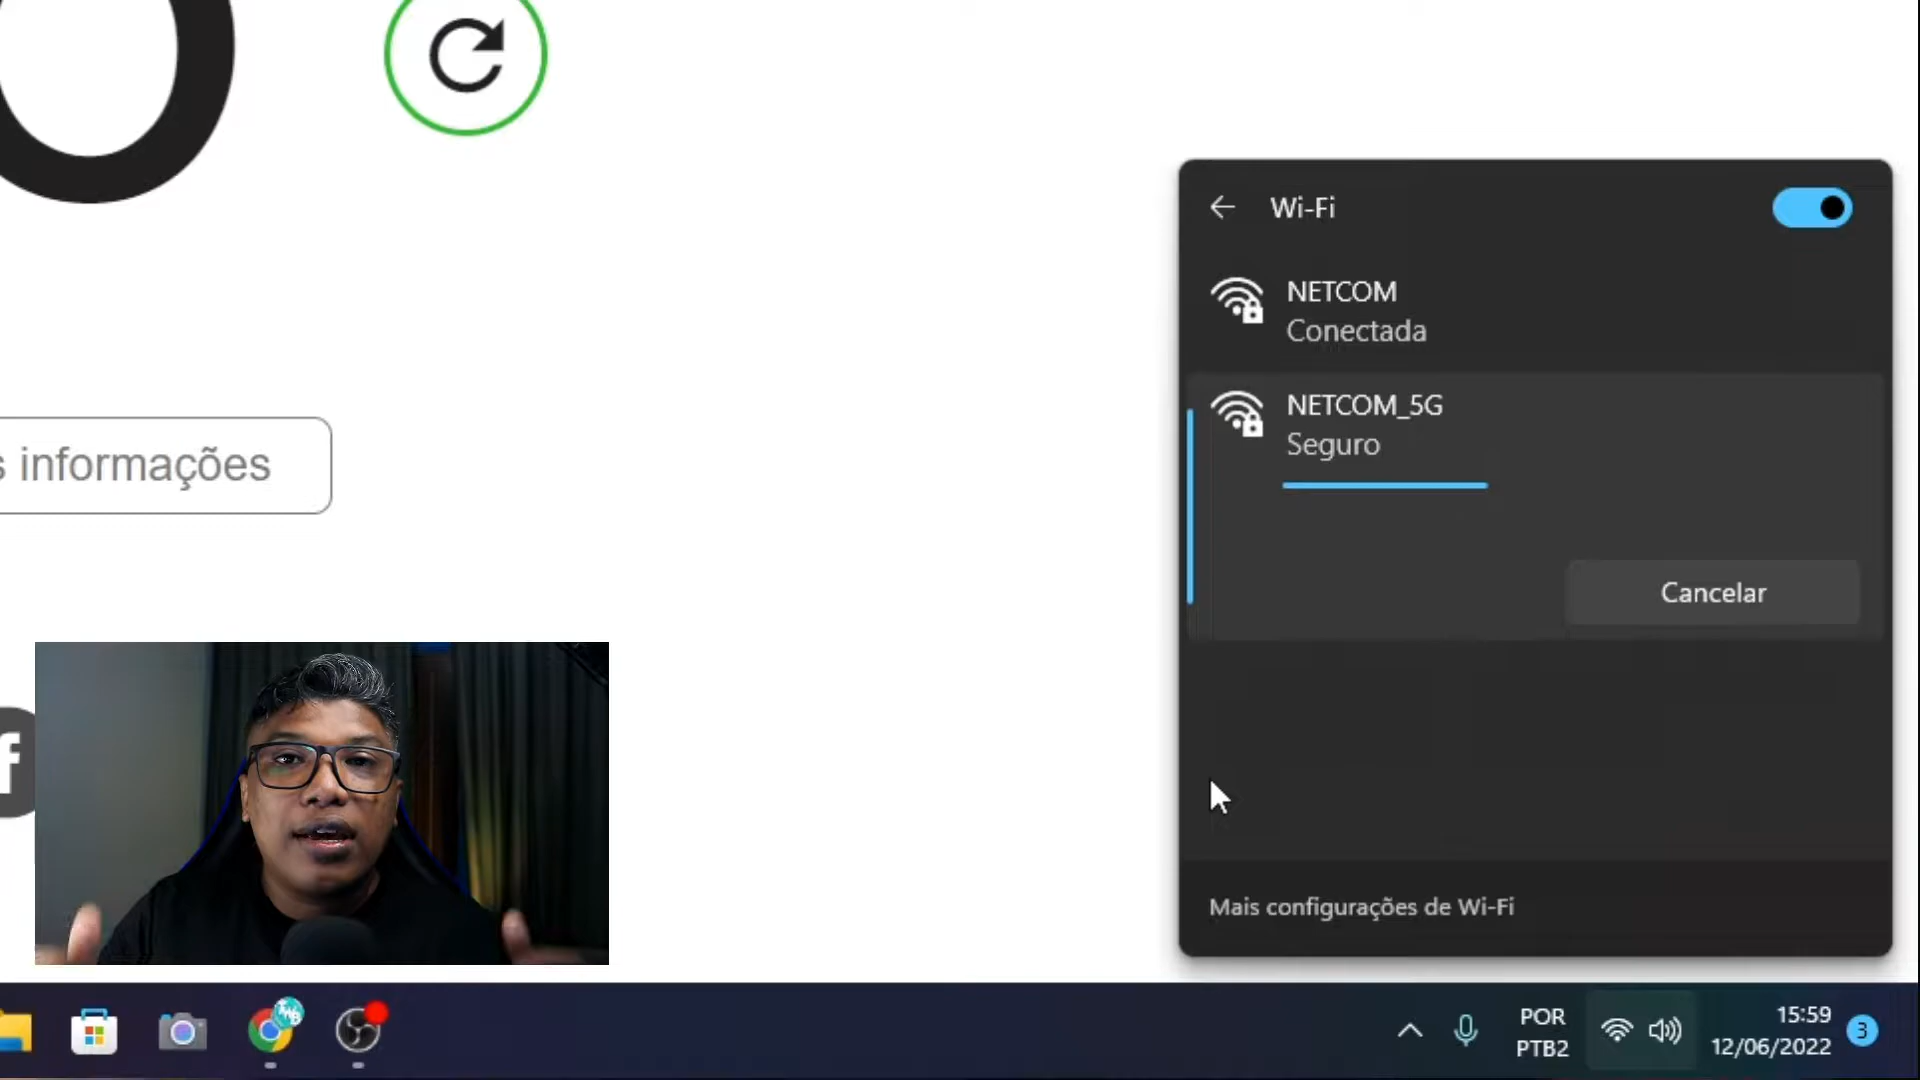 Wi-Fi
NETCOM
Conectada
NETCOM_5G
Seguro
informações
Cancelar
f
Mais configurações de Wi-Fi
POR
PTB2
15:59
12/06/2022
3